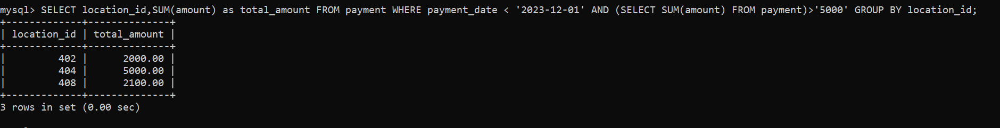 mysql> SELECT location_id,SUM(amount) as total_amount FROM payment WHERE payment_date < '2023-12-01' AND (SELECT SUM(amount) FROM payment)>'5000' GROUP BY location_id;
+-------------+--------------+
| location_id | total_amount |
+-------------+--------------+
|         402 |      2000.00 |
|         404 |      5000.00 |
|         408 |      2100.00 |
+-------------+--------------+
3 rows in set (0.00 sec)